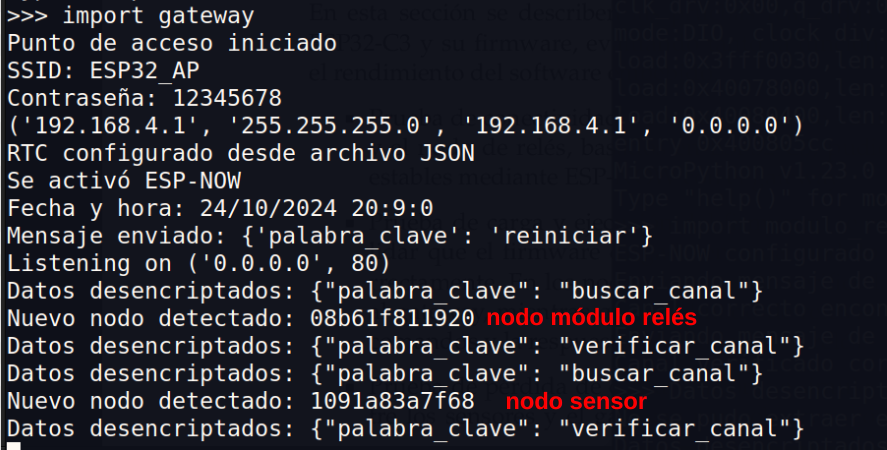 >>> import gateway
Punto de acceso iniciado
SSID: ESP32_AP
Contraseña: 12345678
('192.168.4.1', '255.255.255.0', '192.168.4.1', '0.0.0.0')
RTC configurado desde archivo JSON
Se activó ESP-NOW
Fecha y hora: 24/10/2024 20:9:0
Mensaje enviado: {'palabra_clave': 'reiniciar'}
Listening on ('0.0.0.0', 80)
Datos desencriptados: {"palabra_clave": "buscar_canal"}
Nuevo nodo detectado: 08b61f811920 nodo módulo relés
Datos desencriptados: {"palabra_clave": "verificar_canal"}
Datos desencriptados: {"palabra_clave": "buscar_canal"}
Nuevo nodo detectado: 1091a83a7f68 nodo sensor
Datos desencriptados: {"palabra_clave": "verificar_canal"}